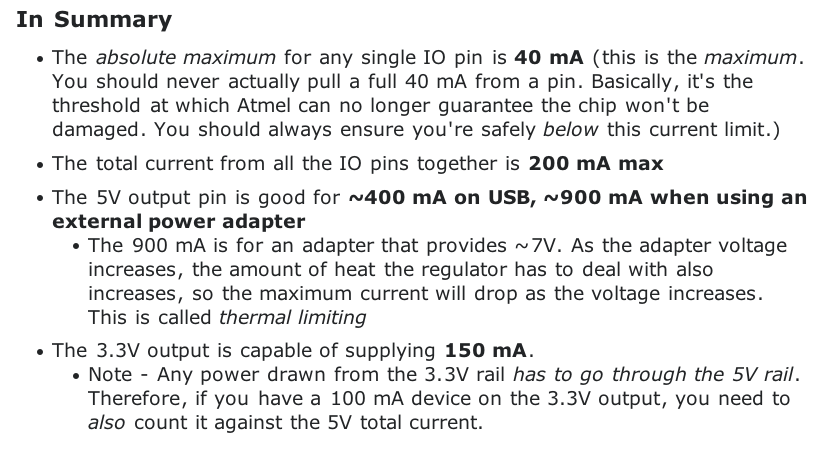 In Summary
• The absolute maximum for any single IO pin is 40 mA (this is the maximum.
You should never actually pull a full 40 mA from a pin. Basically, it's the
threshold at which Atmel can no longer guarantee the chip won't be
damaged. You should always ensure you're safely below this current limit.)
• The total current from all the IO pins together is 200 mA max
• The 5V output pin is good for ~400 mA on USB, ~900 mA when using an
external power adapter
• The 900 mA is for an adapter that provides ~7V. As the adapter voltage
increases, the amount of heat the regulator has to deal with also
increases, so the maximum current will drop as the voltage increases.
This is called thermal limiting
• The 3.3V output is capable of supplying 150 mA.
• Note - Any power drawn from the 3.3V rail has to go through the 5V rail.
Therefore, if you have a 100 mA device on the 3.3V output, you need to
also count it against the 5V total current.